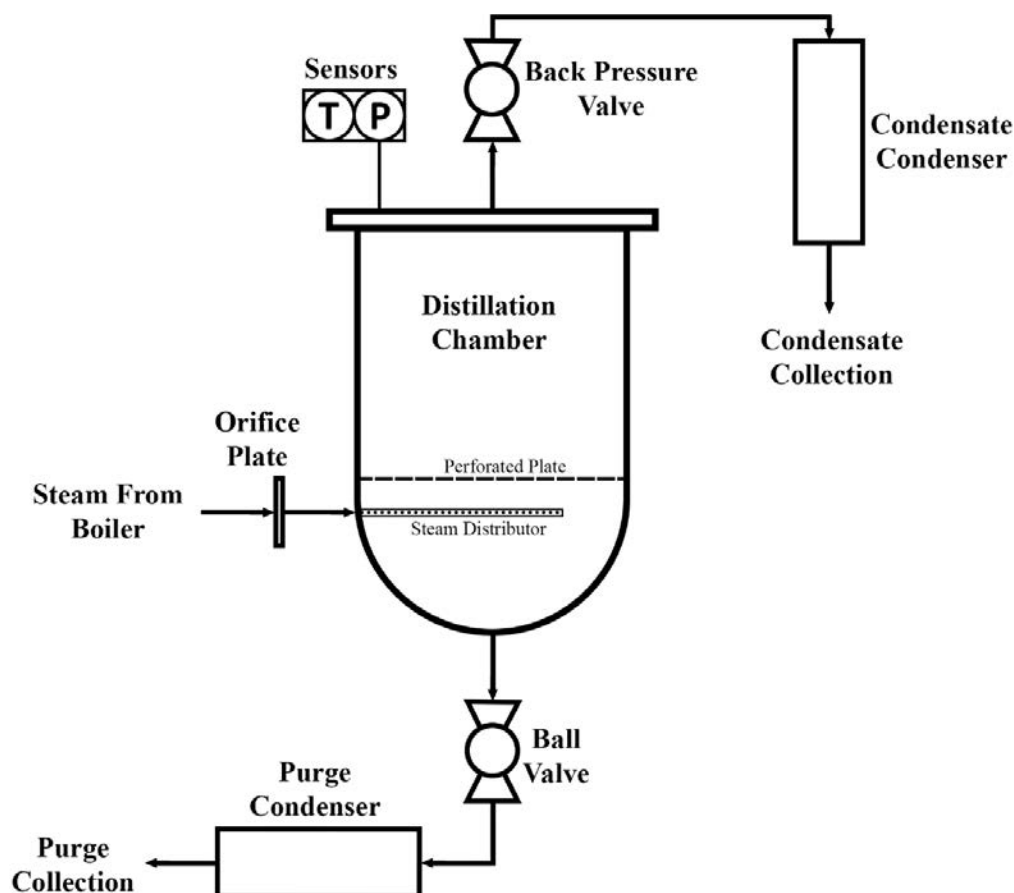 Sensors
T P
Back Pressure
Valve
Condensate
Condenser
Distillation
Chamber
Condensate
Collection
Orifice
Plate
Perforated Plate
Steam From
Boiler
Steam Distributor
Ball
Valve
Purge
Condenser
Purge
Collection